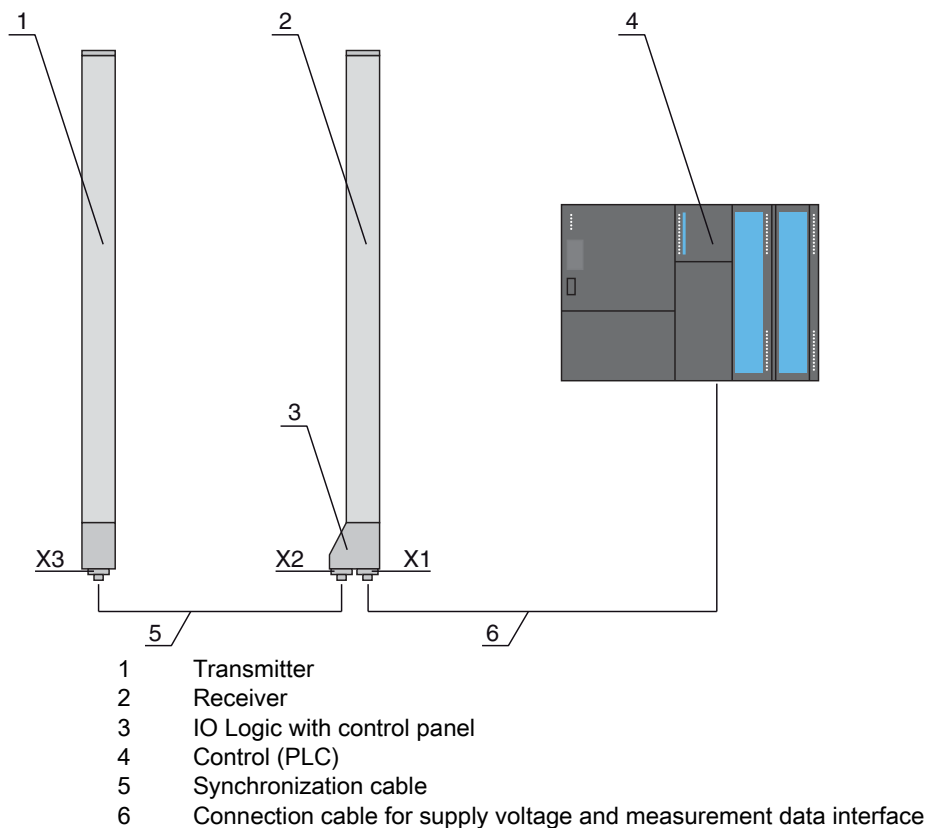 1 2 4
3
X3 X2 X1
5 6
1 Transmitter
2 Receiver
3 IO Logic with control panel
4 Control (PLC)
5 Synchronization cable
6 Connection cable for supply voltage and measurement data interface